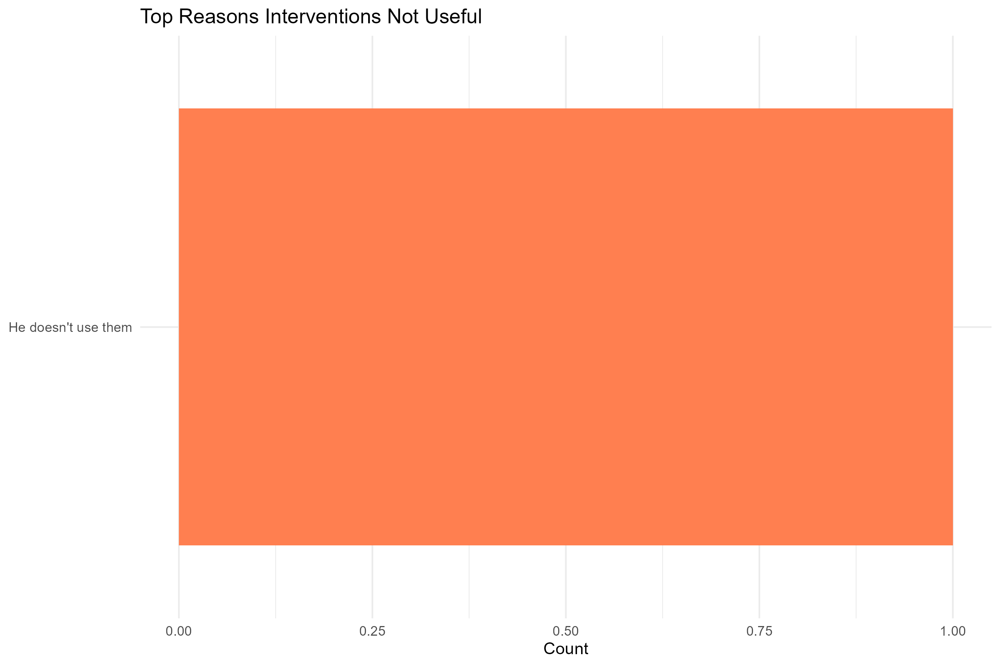 Top Reasons Interventions Not Useful
He doesn't use them
0.00 0.25 0.50 0.75 1.00
Count